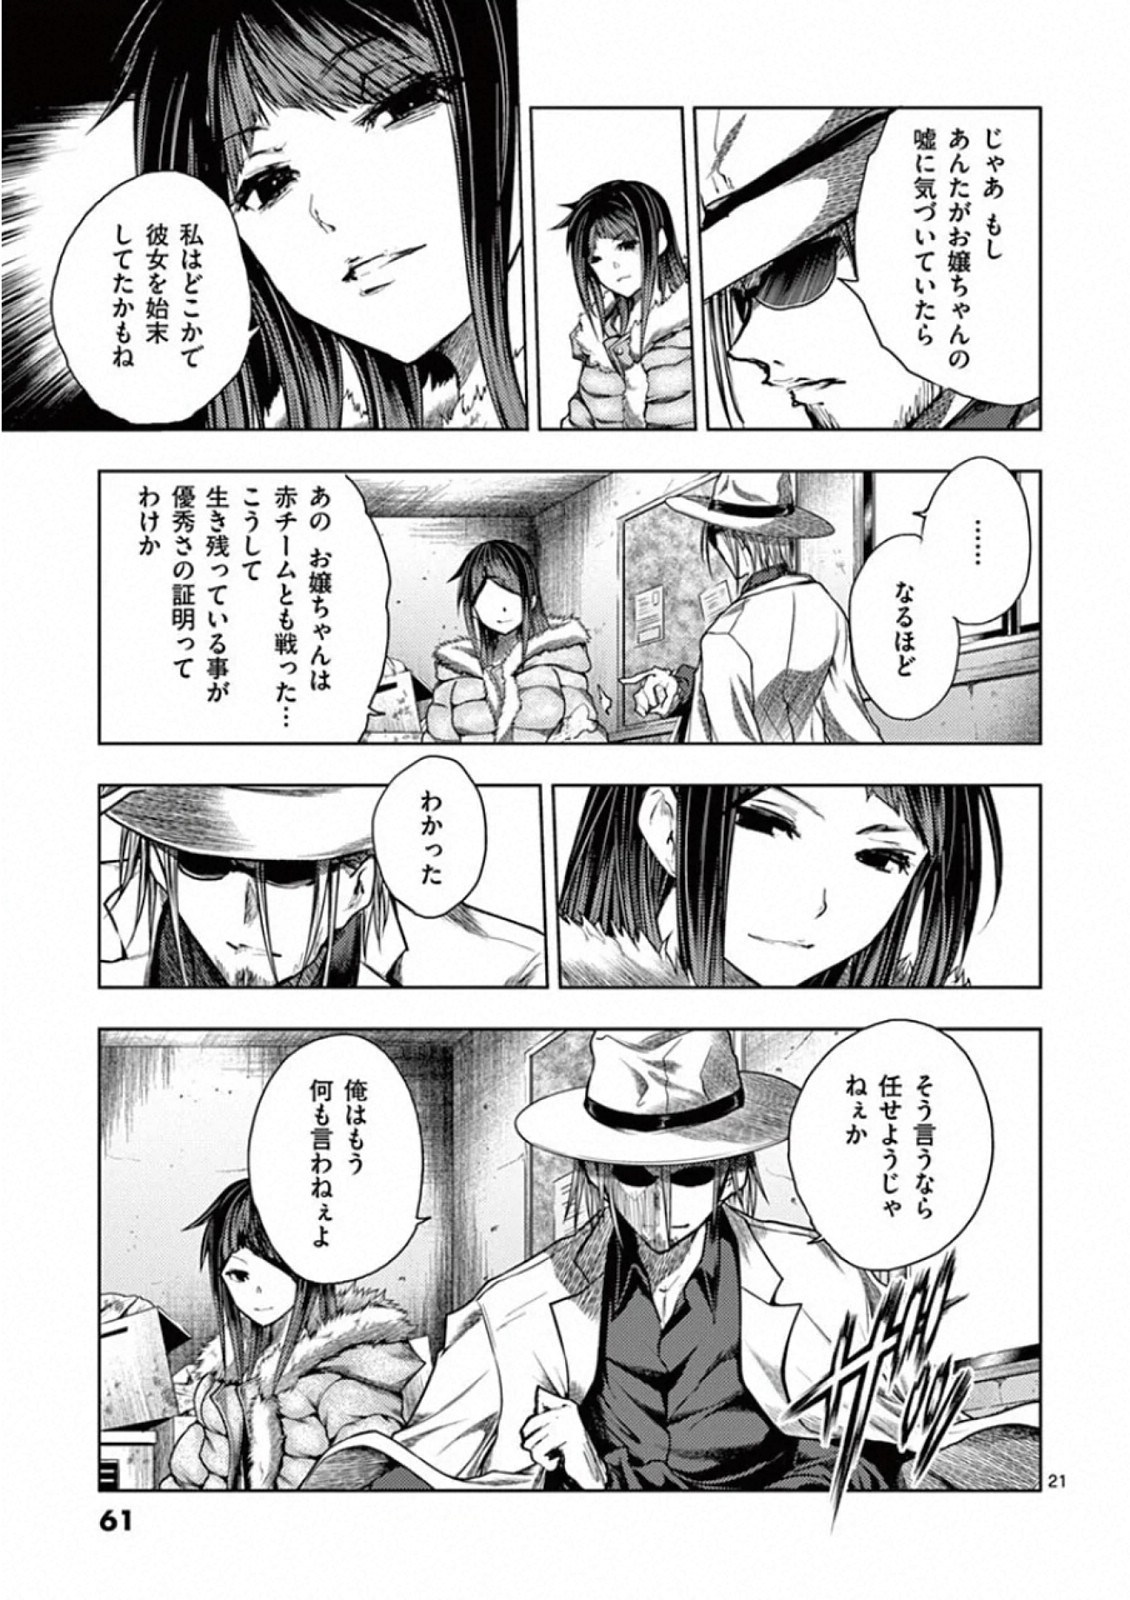 じゃあ もし
あんたがお嬢ちゃんの
嘘に気づいていたら
私はどこかで
彼女を始末
してたかもね
……
なるほど
あの お嬢ちゃんは
赤チームとも戦った…
こうして
生き残っている事が
優秀さの証明って
わけか
わかった
そう言うなら
任せようじゃ
ねぇか
俺はもう
何も言わねぇよ
21
61